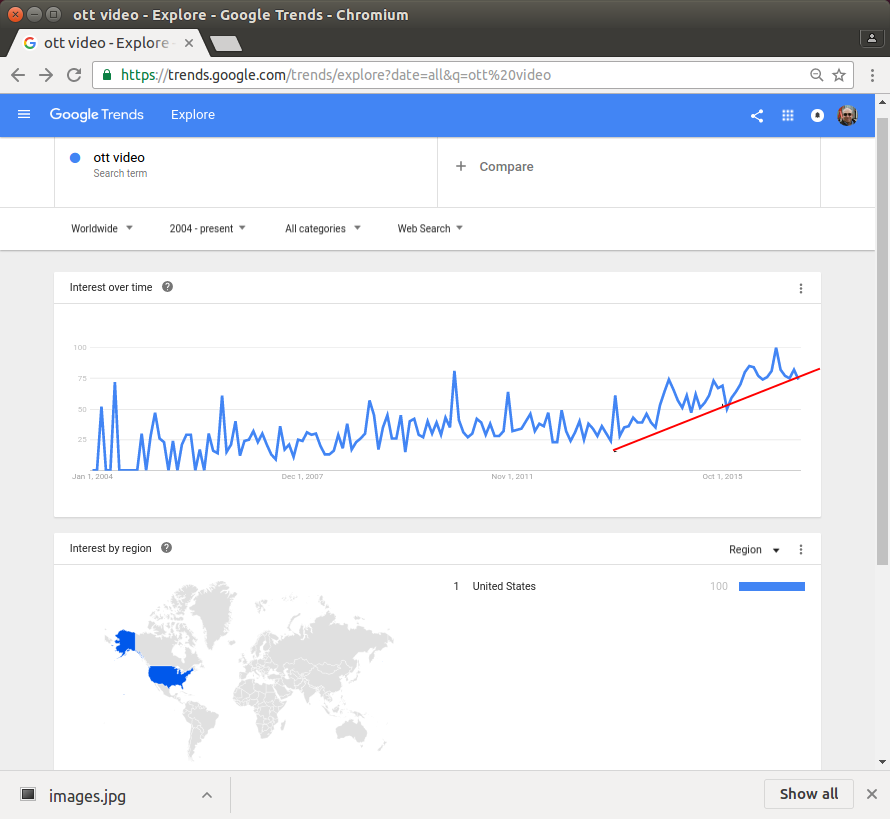 ott video - Explore - Google Trends - Chromium
ott video - Explore -
https://trends.google.com/trends/explore?date=all&q=ott%20video
Google Trends Explore
ott video
Search term
+ Compare
Worldwide 2004 - present All categories Web Search
Interest over time
100
75
50
25
Jan 1, 2004 Dec 1, 2007 Nov 1, 2011 Oct 1, 2015
Interest by region Region
1 United States 100
images.jpg Show all